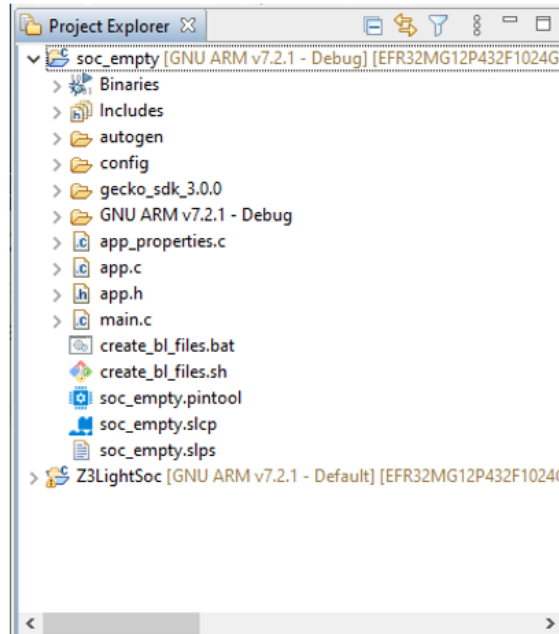 Project Explorer
soc_empty [GNU ARM v7.2.1 - Debug] [EFR32MG12P432F1024G
Binaries
Includes
autogen
config
gecko_sdk_3.0.0
GNU ARM v7.2.1 - Debug
app_properties.c
app.c
app.h
main.c
create_bl_files.bat
create_bl_files.sh
soc_empty.pintool
soc_empty.slcp
soc_empty.slps
Z3LightSoc [GNU ARM v7.2.1 - Default] [EFR32MG12P432F1024G